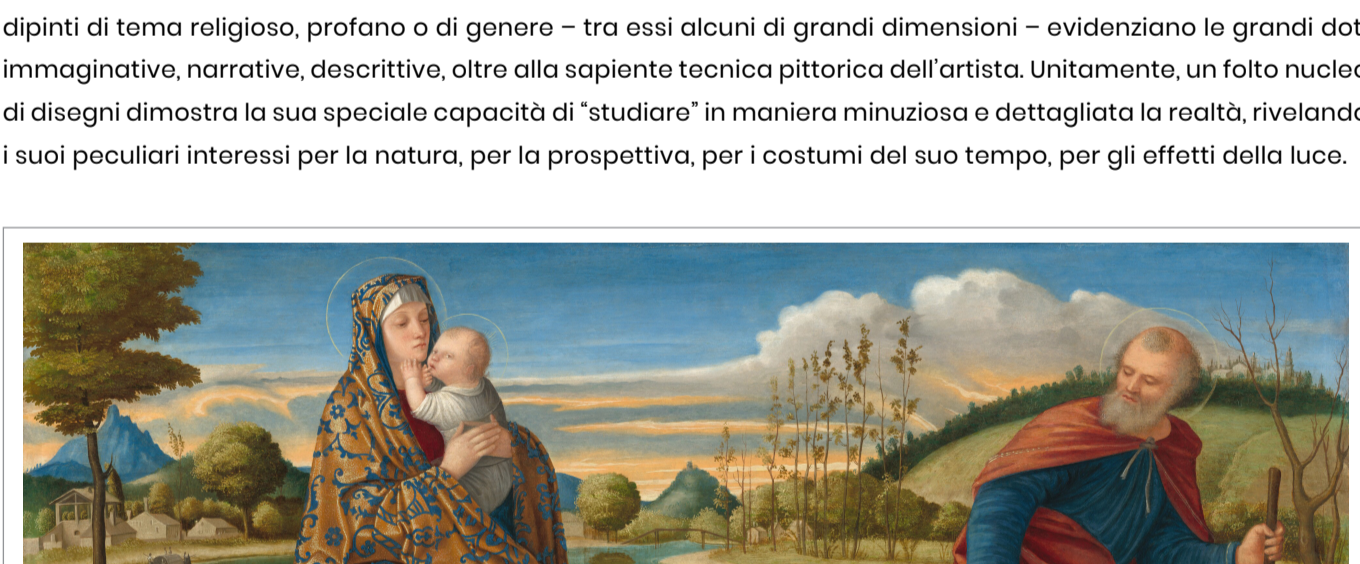 dipinti di tema religioso, profano o di genere – tra essi alcuni di grandi dimensioni – evidenziano le grandi dot
immaginative, narrative, descrittive, oltre alla sapiente tecnica pittorica dell’artista. Unitamente, un folto nucleo
di disegni dimostra la sua speciale capacità di “studiare” in maniera minuziosa e dettagliata la realtà, rivelando
i suoi peculiari interessi per la natura, per la prospettiva, per i costumi del suo tempo, per gli effetti della luce.